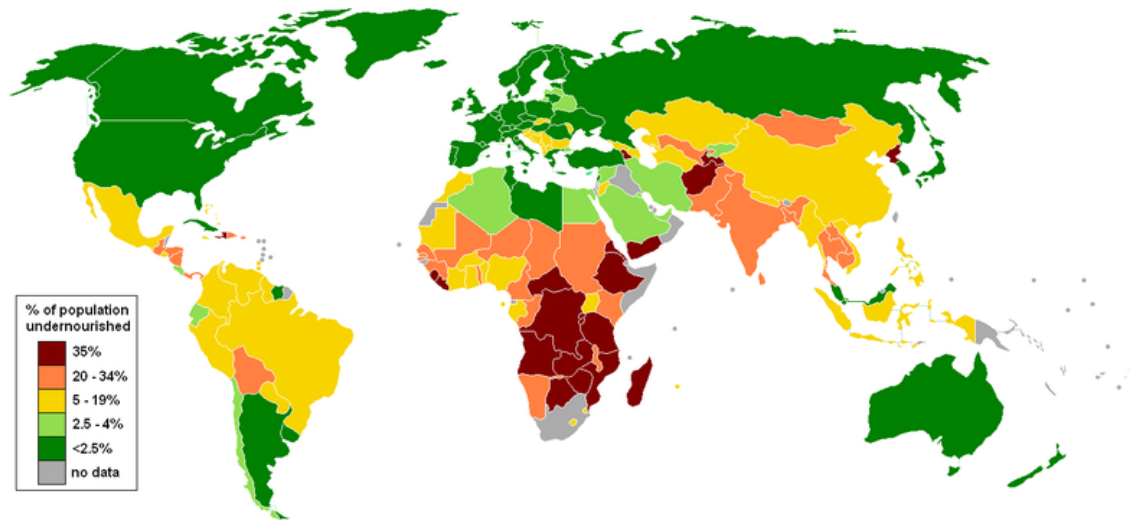 % of population
undernourished
35%
20 - 34%
5 - 19%
2.5 - 4%
<2.5%
no data